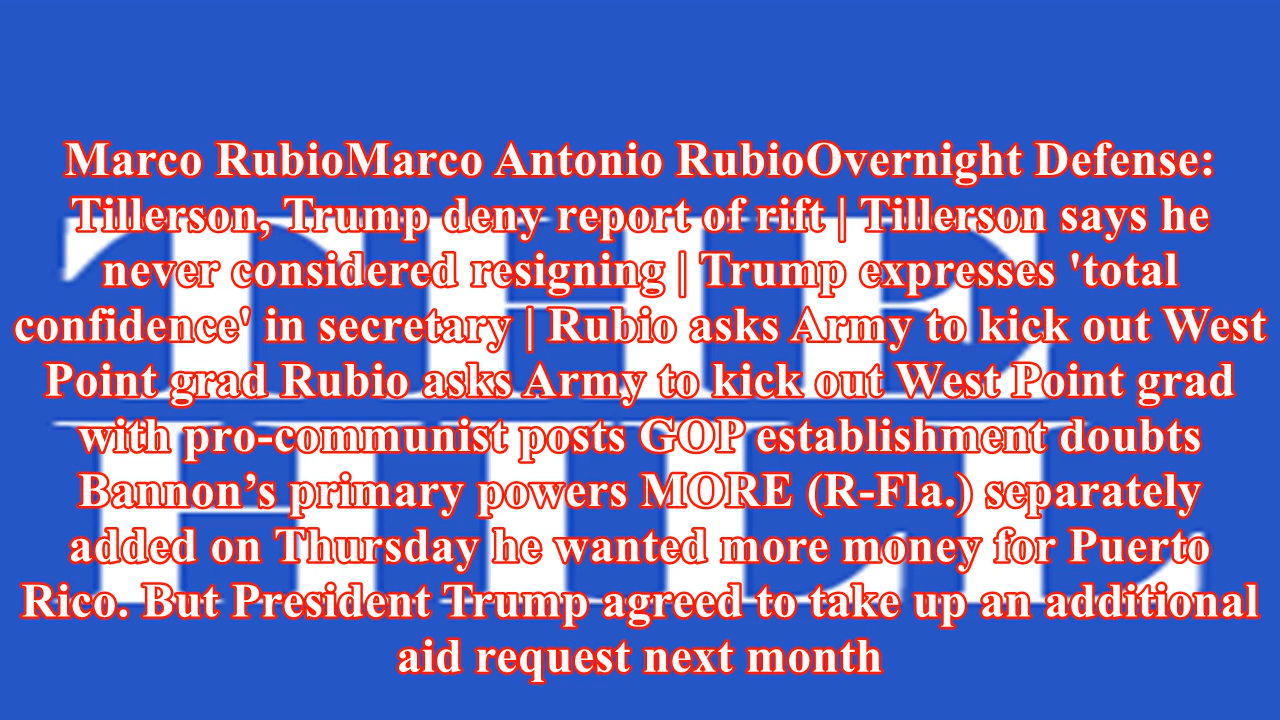 Marco RubioMarco Antonio RubioOvernight Defense:
Tillerson, Trump deny report of rift | Tillerson says he
never considered resigning | Trump expresses 'total
confidence' in secretary | Rubio asks Army to kick out West
Point grad Rubio asks Army to kick out West Point grad
with pro-communist posts GOP establishment doubts
Bannon’s primary powers MORE (R-Fla.) separately
added on Thursday he wanted more money for Puerto
Rico. But President Trump agreed to take up an additional
aid request next month
THE
HILL